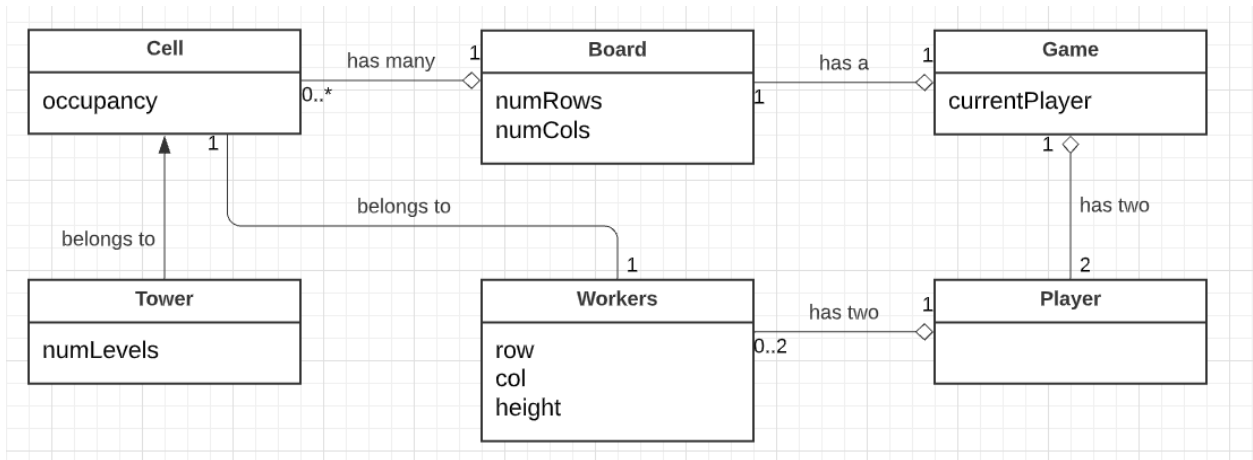 Cell
occupancy
has many
1
0..*
Board
numRows
numCols
has a
1
1
Game
currentPlayer
1
belongs to
1
belongs to
1
has two
2
Tower
numLevels
Workers
row
col
height
has two
1
0..2
Player